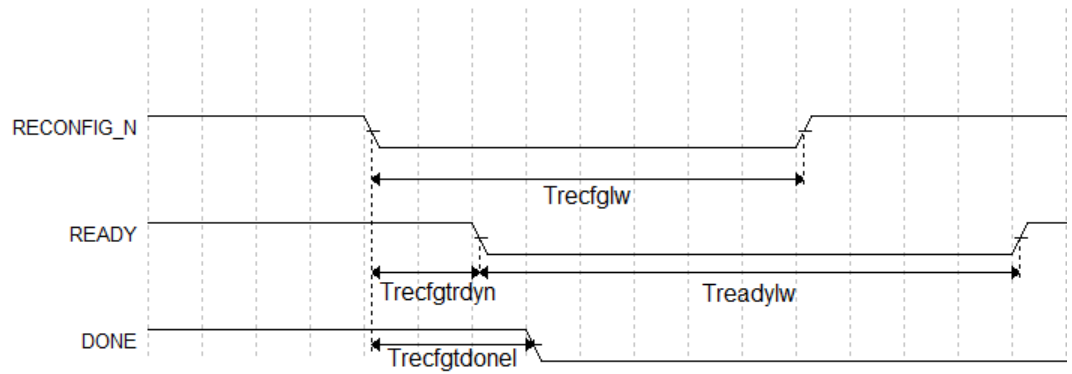 RECONFIG_N
Trecfglw
READY
Trecfgtrdyn
Treadylw
DONE
Trecfgtdonel